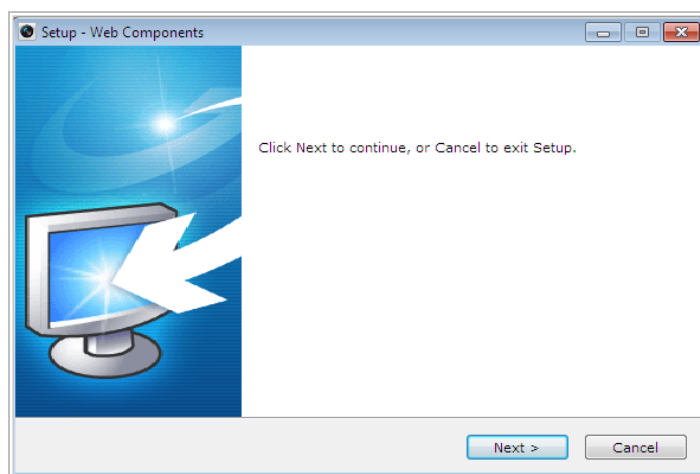 Setup - Web Components
Click Next to continue, or Cancel to exit Setup.
Next >
Cancel